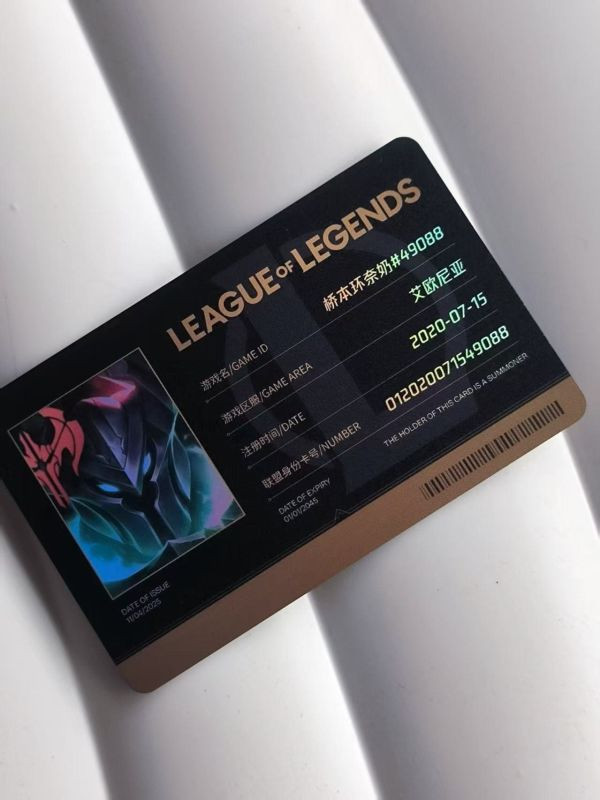 LEAGUE OF LEGENDS
游戏名/GAME ID 桥本环奈奶#49088
游戏区服/GAME AREA 艾欧尼亚
注册时间/DATE 2020-07-15
联盟身份卡号/NUMBER 012020071549088
DATE OF EXPIRY
01/01/2045
THE HOLDER OF THIS CARD IS A SUMMONER
DATE OF ISSUE
11/04/2025